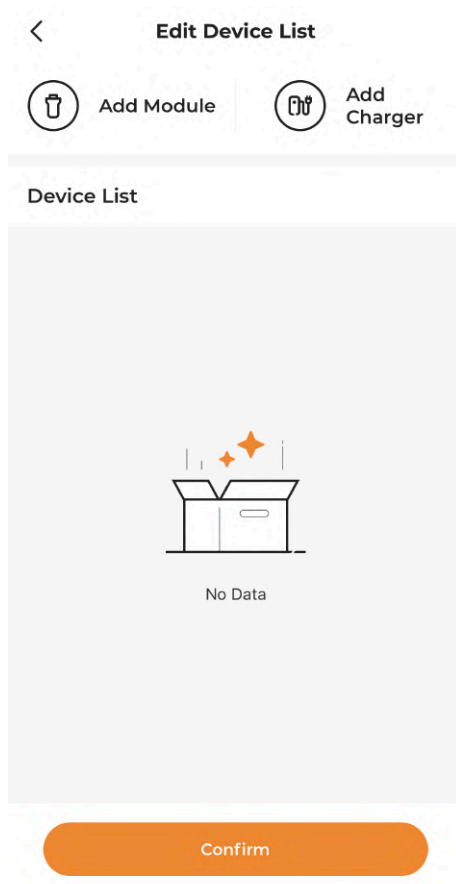 Edit Device List
Add Module
Add
Charger
Device List
No Data
Confirm